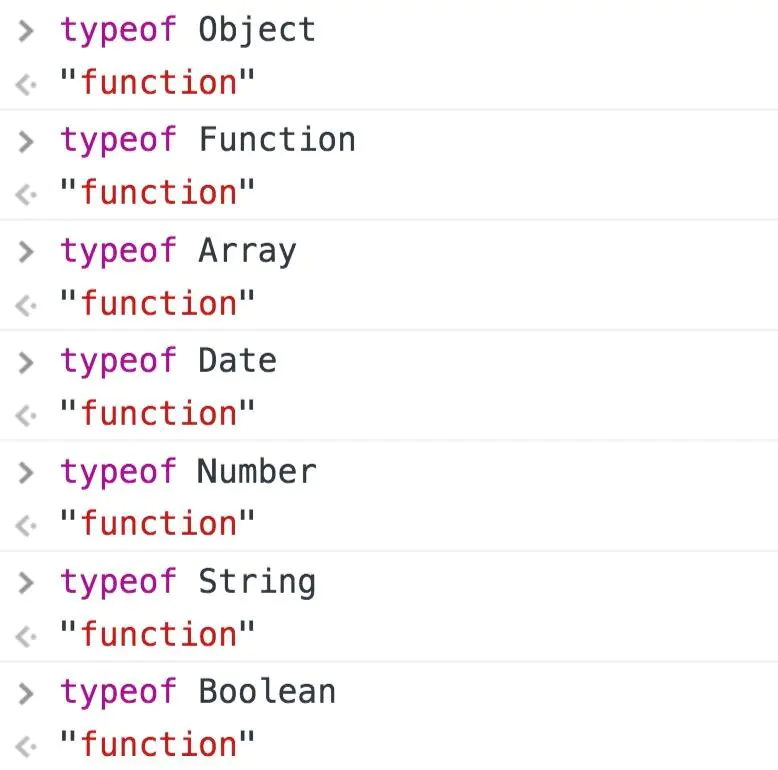 > typeof Object
"function"
> typeof Function
"function"
> typeof Array
"function"
> typeof Date
"function"
> typeof Number
"function"
> typeof String
"function"
> typeof Boolean
"function"